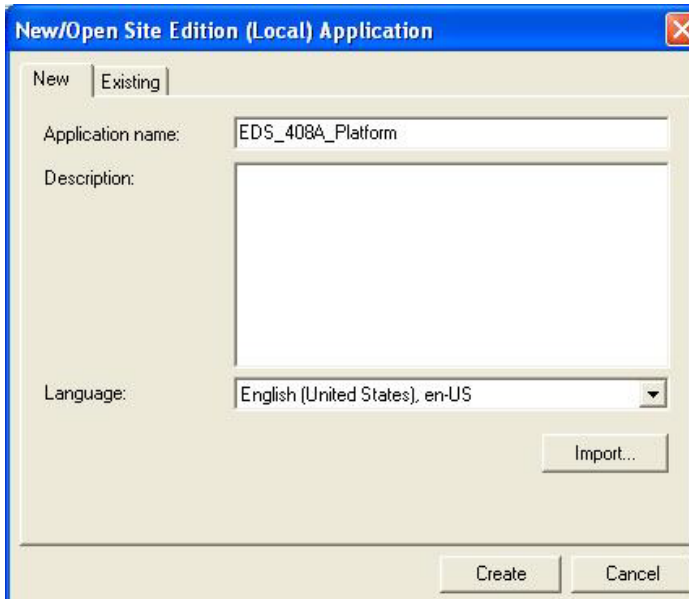 New/Open Site Edition (Local) Application
New Existing
Application name: EDS_408A_Platform
Description:
Language: English (United States), en-US
Import...
Create Cancel